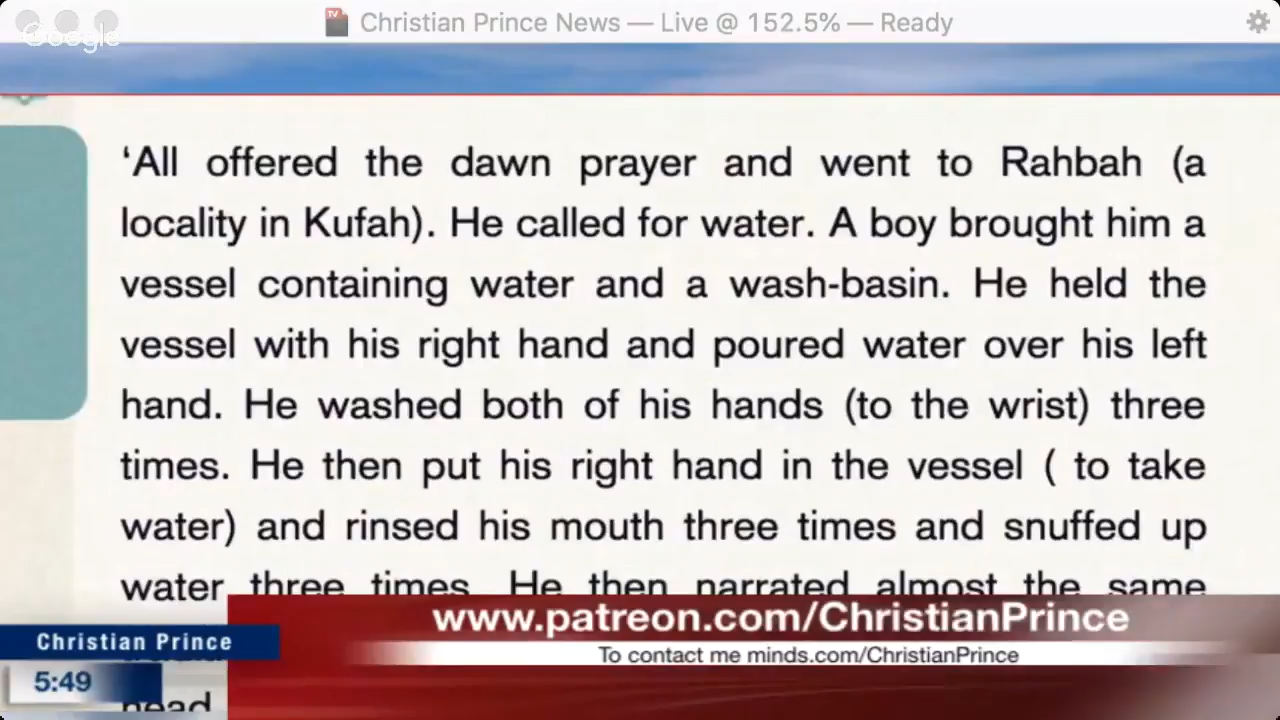 Christian Prince News — Live @ 152.5% — Ready
Google
‘All offered the dawn prayer and went to Rahbah (a
locality in Kufah). He called for water. A boy brought him a
vessel containing water and a wash-basin. He held the
vessel with his right hand and poured water over his left
hand. He washed both of his hands (to the wrist) three
times. He then put his right hand in the vessel ( to take
water) and rinsed his mouth three times and snuffed up
water three times. He then narrated almost the same
head
www.patreon.com/ChristianPrince
To contact me minds.com/ChristianPrince
Christian Prince
5:49